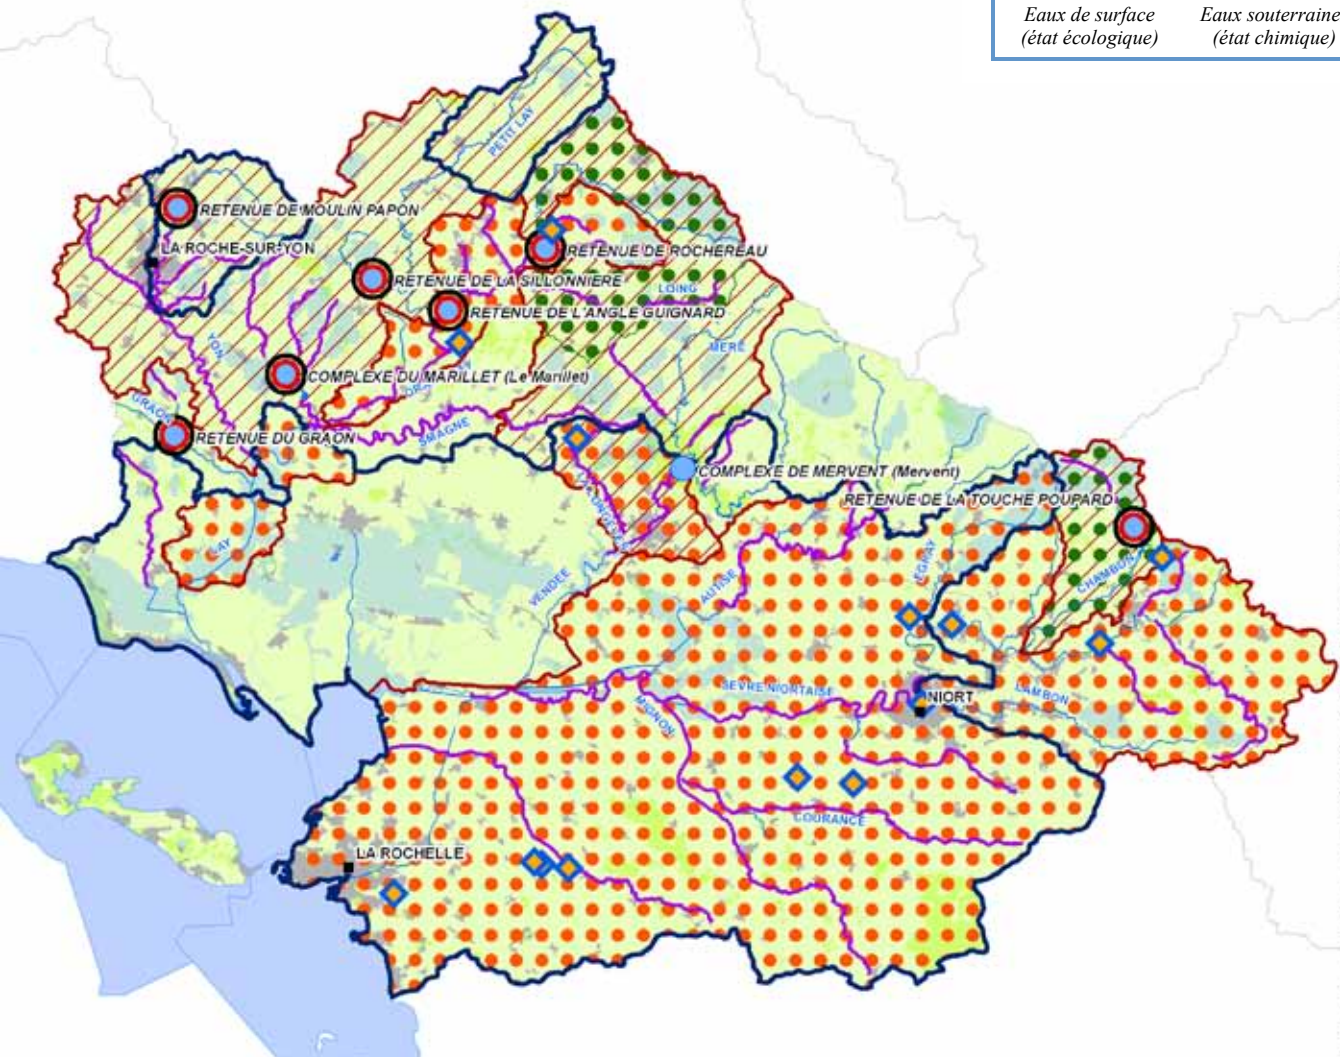 Eaux de surface
(état écologique)
Eaux souterraine
(état chimique)
PETIT LAY
RETENUE DE MOULIN PAPON
LA ROCHE-SUR-YON
RETENUE DE ROCHEREAU
RETENUE DE LA SILLONNIERE
LOING
RETENUE DE L'ANGLE GUIGNARD
YON
MERE
COMPLEXE DU MARILLET (Le Marillet)
GRAON
SMAGNE
RETENUE DU GRAON
COMPLEXE DE MERVENT (Mervent)
RETENUE DE LA TOUCHE POUPARD
LAY
EGRAY
CHAMBON
VENDEE
AUTISE
SEVRE NIORTAISE
NIORT
LAMBON
MIGNON
COURANCE
LA ROCHELLE